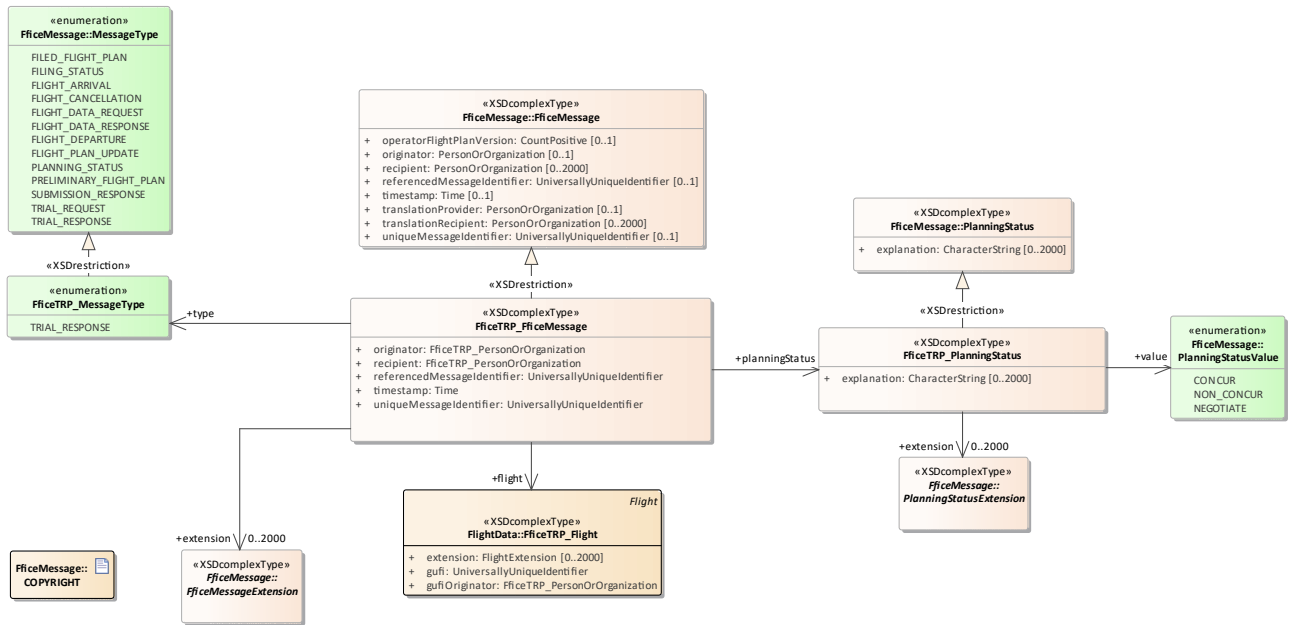 «enumeration»
FficeMessage::MessageType
FILED_FLIGHT_PLAN
FILING_STATUS
FLIGHT_ARRIVAL
FLIGHT_CANCELLATION
FLIGHT_DATA_REQUEST
FLIGHT_DATA_RESPONSE
FLIGHT_DEPARTURE
FLIGHT_PLAN_UPDATE
PLANNING_STATUS
PRELIMINARY_FLIGHT_PLAN
SUBMISSION_RESPONSE
TRIAL_REQUEST
TRIAL_RESPONSE
«XSDrestriction»
«enumeration»
FficeTRP_MessageType
TRIAL_RESPONSE
+type
«XSDcomplexType»
FficeMessage::FficeMessage
+ operatorFlightPlanVersion: CountPositive [0..1]
+ originator: PersonOrOrganization [0..1]
+ recipient: PersonOrOrganization [0..2000]
+ referencedMessageIdentifier: UniversallyUniqueIdentifier [0..1]
+ timestamp: Time [0..1]
+ translationProvider: PersonOrOrganization [0..1]
+ translationRecipient: PersonOrOrganization [0..2000]
+ uniqueMessageIdentifier: UniversallyUniqueIdentifier [0..1]
«XSDrestriction»
«XSDcomplexType»
FficeTRP_FficeMessage
+ originator: FficeTRP_PersonOrOrganization
+ recipient: FficeTRP_PersonOrOrganization
+ referencedMessageIdentifier: UniversallyUniqueIdentifier
+ timestamp: Time
+ uniqueMessageIdentifier: UniversallyUniqueIdentifier
+planningStatus
«XSDcomplexType»
FficeMessage::PlanningStatus
+ explanation: CharacterString [0..2000]
«XSDrestriction»
«XSDcomplexType»
FficeTRP_PlanningStatus
+ explanation: CharacterString [0..2000]
+value
«enumeration»
FficeMessage::
PlanningStatusValue
CONCUR
NON_CONCUR
NEGOTIATE
+extension 0..2000
«XSDcomplexType»
FficeMessage::
PlanningStatusExtension
+flight
Flight
«XSDcomplexType»
FlightData::FficeTRP_Flight
+ extension: FlightExtension [0..2000]
+ gufi: UniversallyUniqueIdentifier
+ gufiOriginator: FficeTRP_PersonOrOrganization
+extension 0..2000
«XSDcomplexType»
FficeMessage::
FficeMessageExtension
FficeMessage::
COPYRIGHT